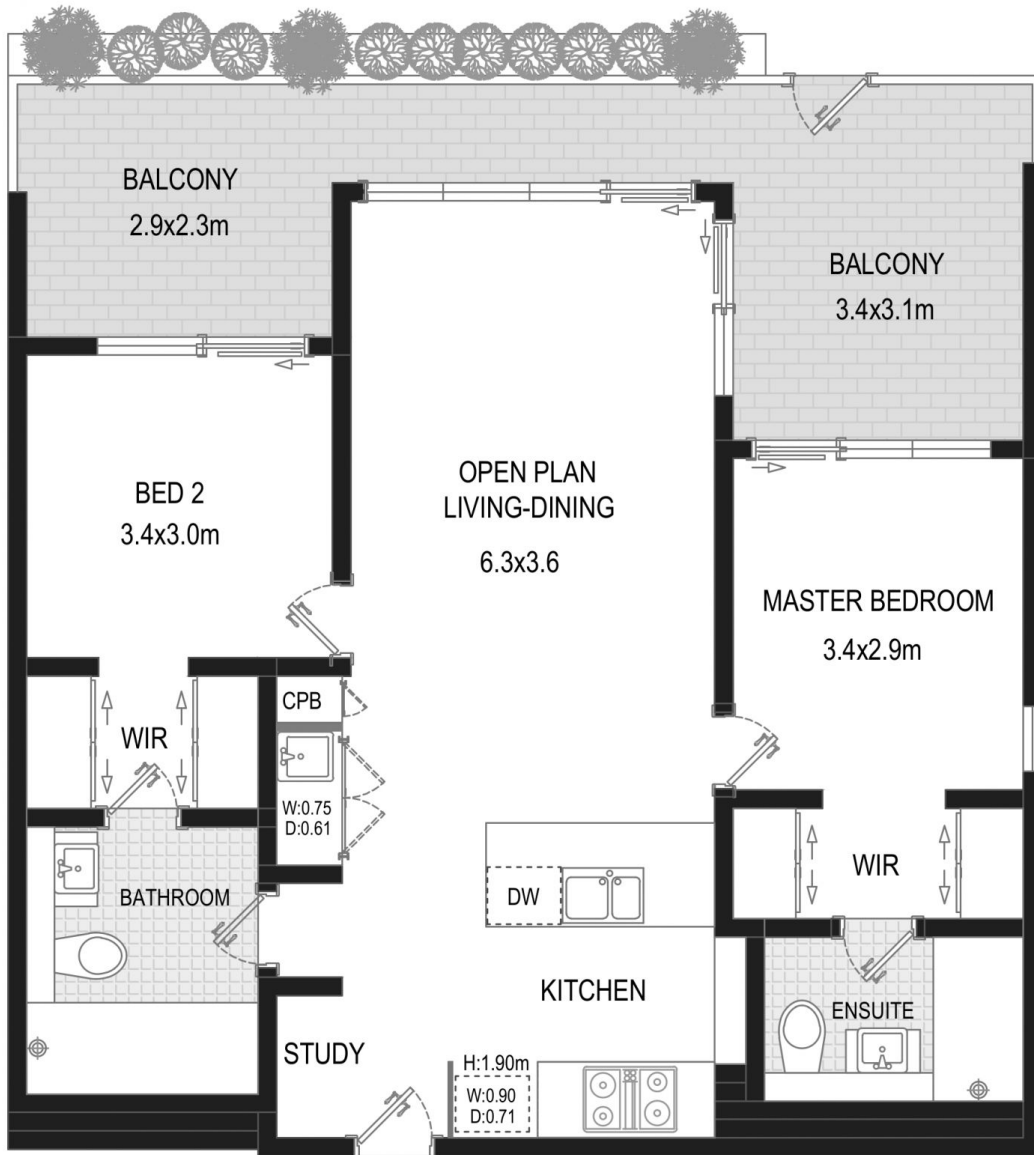 BALCONY
2.9x2.3m
BALCONY
3.4x3.1m
BED 2
3.4x3.0m
OPEN PLAN
LIVING-DINING
6.3x3.6
MASTER BEDROOM
3.4x2.9m
CPB
WIR
W:0.75
D:0.61
WIR
BATHROOM
DW
KITCHEN
ENSUITE
STUDY
H:1.90m
W:0.90
D:0.71